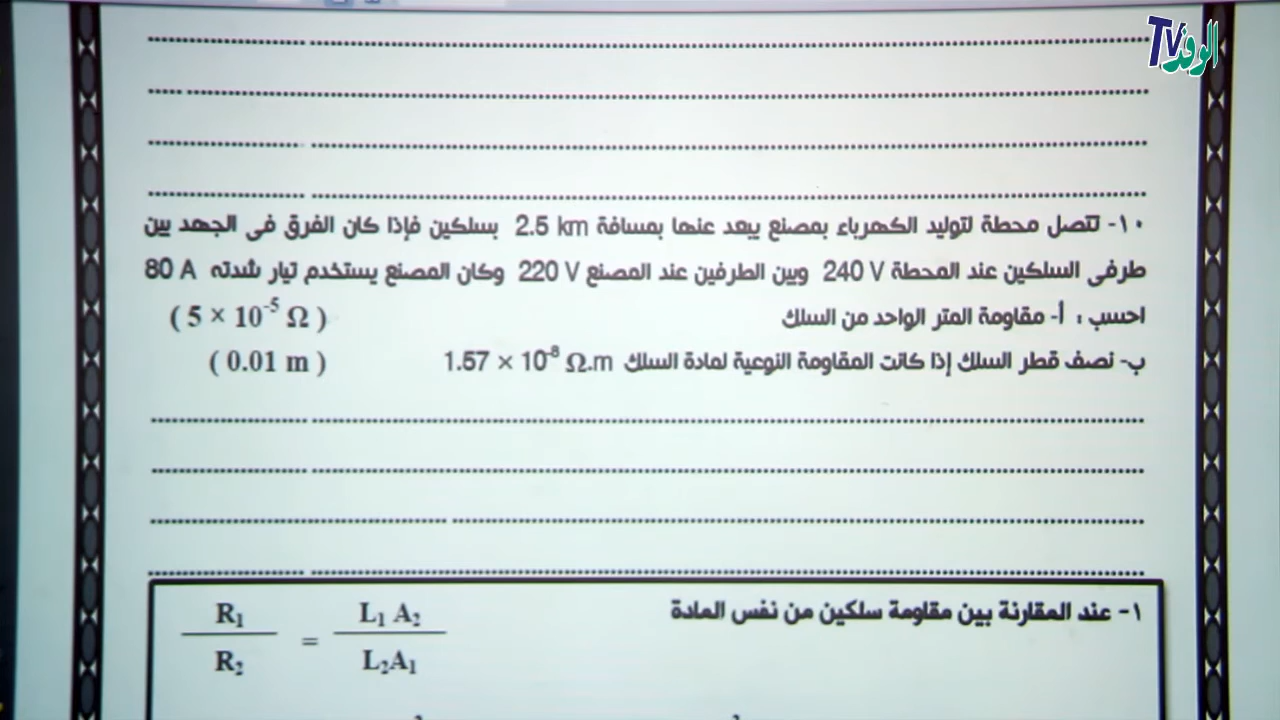 الوفد TV
١٠- تتصل محطة لتوليد الكهرباء بمصنع يبعد عنها بمسافة 2.5 km بسلكين فإذا كان الفرق فى الجهد بين
طرفى السلكين عند المحطة 240 V وبين الطرفين عند المصنع 220 V وكان المصنع يستخدم تيار شدته 80 A
احسب : أ- مقاومة المتر الواحد من السلك ( 5 × 10⁻⁵ Ω )
ب- نصف قطر السلك إذا كانت المقاومة النوعية لمادة السلك 1.57 × 10⁻⁸ Ω.m ( 0.01 m )
١- عند المقارنة بين مقاومة سلكين من نفس المادة R₁ / R₂ = L₁ A₂ / L₂A₁